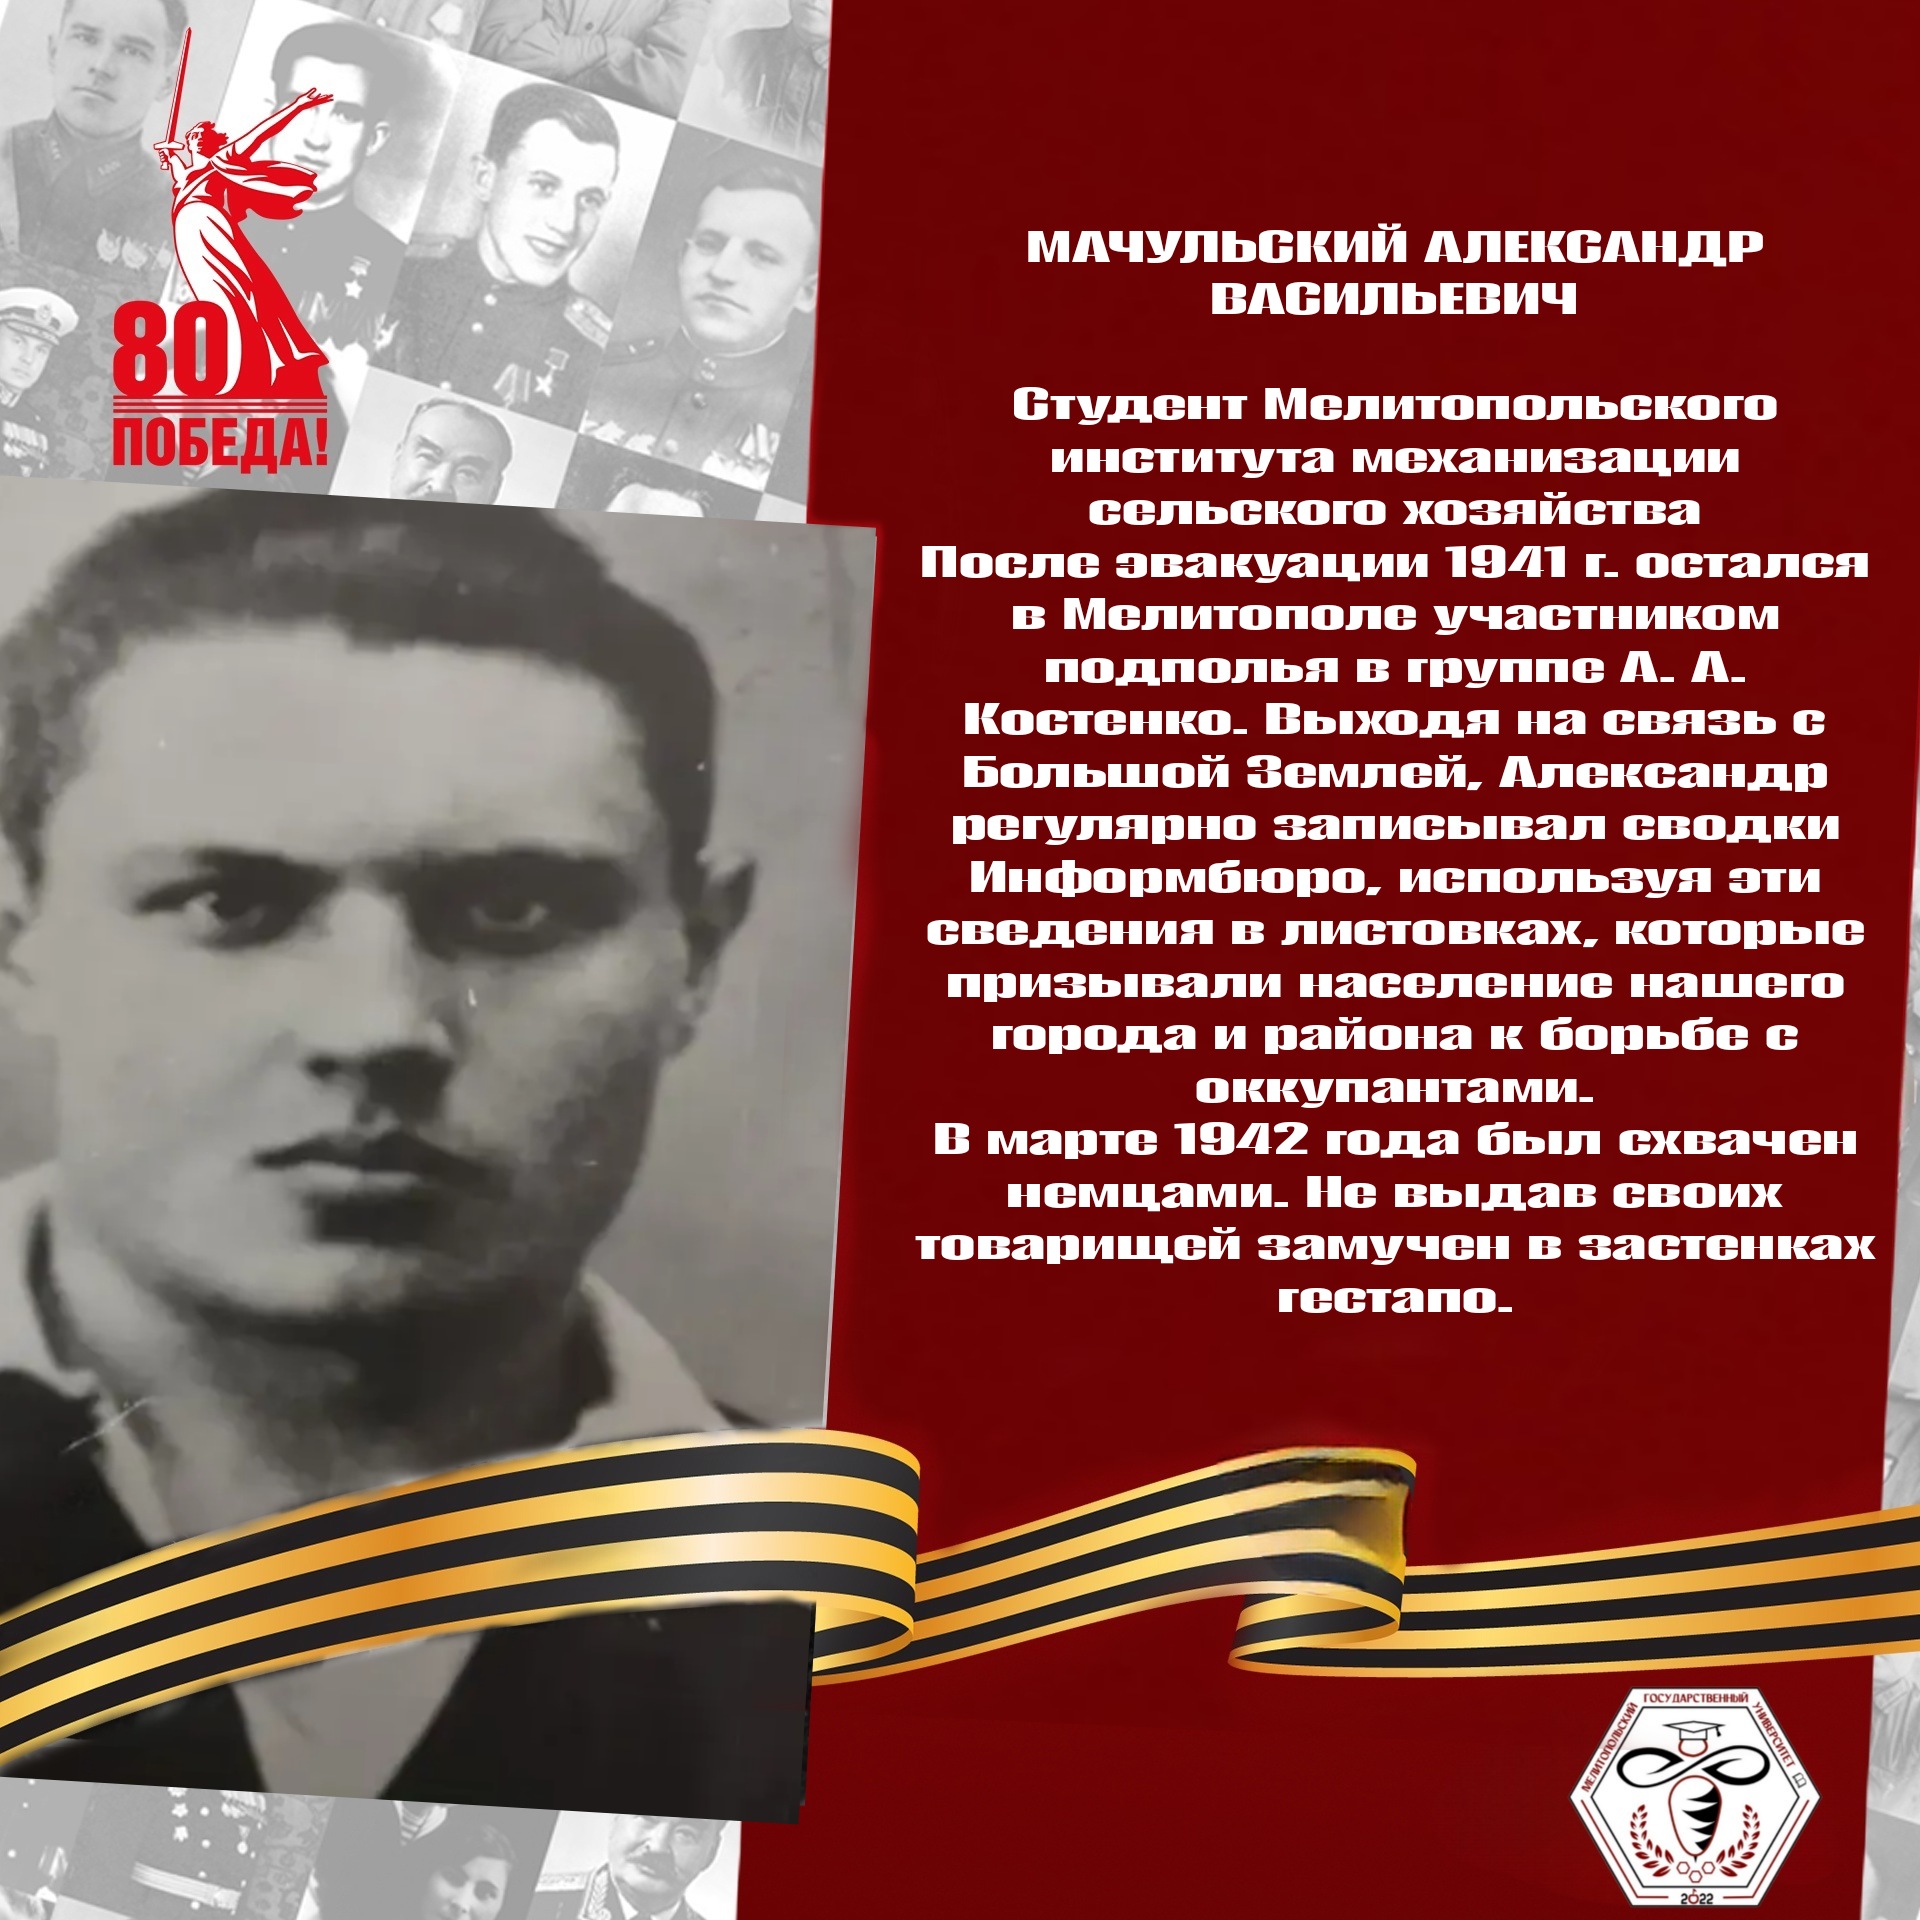 80
ПОБЕДА!
МАЧУЛЬСКИЙ АЛЕКСАНДР
ВАСИЛЬЕВИЧ
Студент Мелитопольского
института механизации
сельского хозяйства
После эвакуации 1941 г. остался
в Мелитополе участником
подполья в группе А. А.
Костенко. Выходя на связь с
Большой Землей, Александр
регулярно записывал сводки
Информбюро, используя эти
сведения в листовках, которые
призывали население нашего
города и района к борьбе с
оккупантами.
В марте 1942 года был схвачен
немцами. Не выдав своих
товарищей замучен в застенках
гестапо.
МЕЛИТОПОЛЬСКИЙ ГОСУДАРСТВЕННЫЙ УНИВЕРСИТЕТ
2022